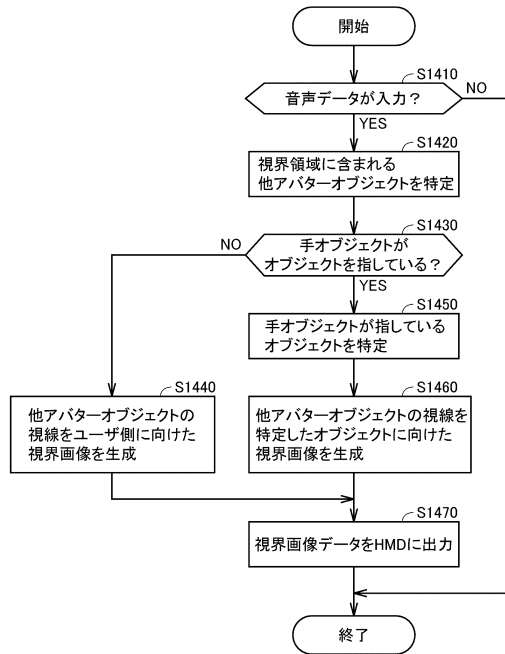 開始
S1410
音声データが入力?
NO
YES
S1420
視界領域に含まれる
他アバターオブジェクトを特定
S1430
NO
手オブジェクトが
オブジェクトを指している?
YES
S1450
手オブジェクトが指している
オブジェクトを特定
S1440
他アバターオブジェクトの
視線をユーザ側に向けた
視界画像を生成
S1460
他アバターオブジェクトの視線を
特定したオブジェクトに向けた
視界画像を生成
S1470
視界画像データをHMDに出力
終了